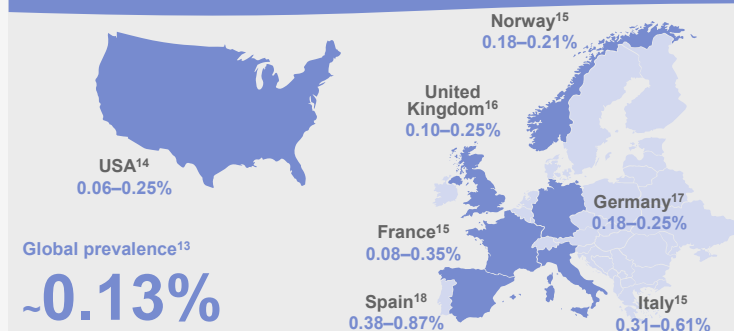 Norway¹⁵
0.18–0.21%
United
Kingdom¹⁶
0.10–0.25%
USA¹⁴
0.06–0.25%
Germany¹⁷
0.18–0.25%
France¹⁵
0.08–0.35%
Global prevalence¹³
~0.13%
Spain¹⁸
0.38–0.87%
Italy¹⁵
0.31–0.61%